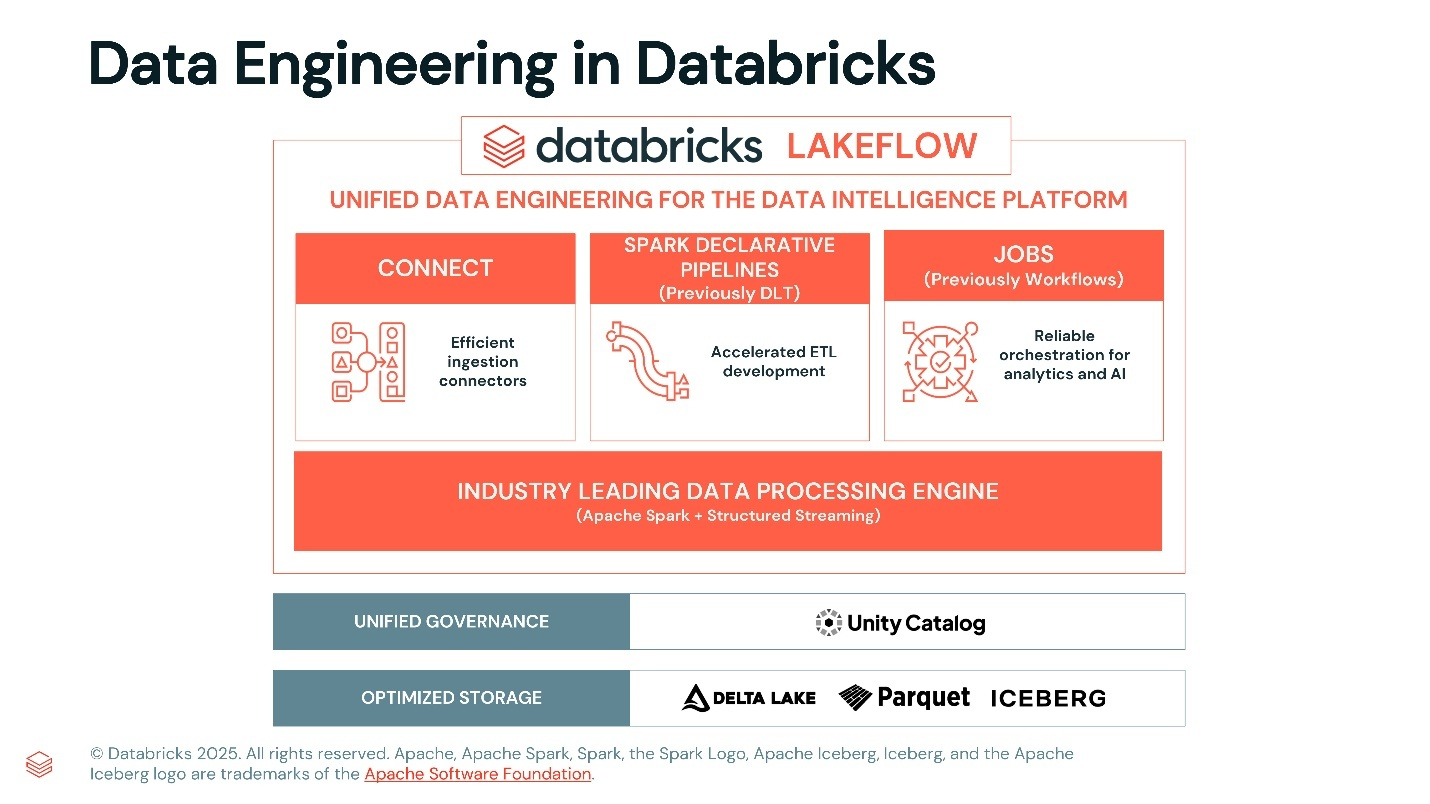 Data Engineering in Databricks
databricks LAKEFLOW
UNIFIED DATA ENGINEERING FOR THE DATA INTELLIGENCE PLATFORM
CONNECT
Efficient
ingestion
connectors
SPARK DECLARATIVE
PIPELINES
(Previously DLT)
Accelerated ETL
development
JOBS
(Previously Workflows)
Reliable
orchestration for
analytics and AI
INDUSTRY LEADING DATA PROCESSING ENGINE
(Apache Spark + Structured Streaming)
UNIFIED GOVERNANCE
Unity Catalog
OPTIMIZED STORAGE
DELTA LAKE Parquet ICEBERG
© Databricks 2025. All rights reserved. Apache, Apache Spark, Spark, the Spark Logo, Apache Iceberg, Iceberg, and the Apache
Iceberg logo are trademarks of the Apache Software Foundation.